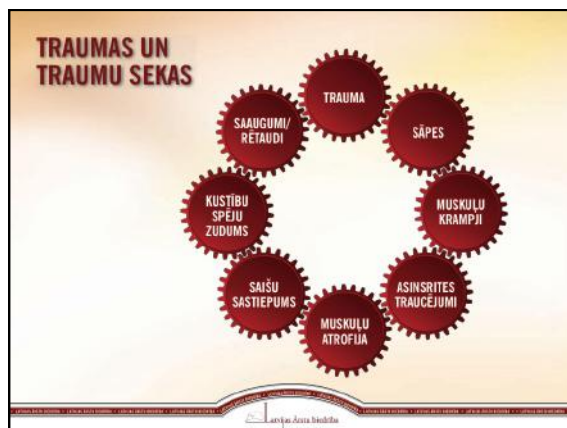 TRAUMAS UN
TRAUMU SEKAS
TRAUMA
SĀPES
MUSKUĻU
KRAMPJI
ASINSRITES
TRAUCĒJUMI
MUSKUĻU
ATROFIJA
SAIŠU
SASTIEPUMS
KUSTĪBU
SPĒJU
ZUDUMS
SAAUGUMI/
RĒTAUDI
Latvijas Ārstu biedrība